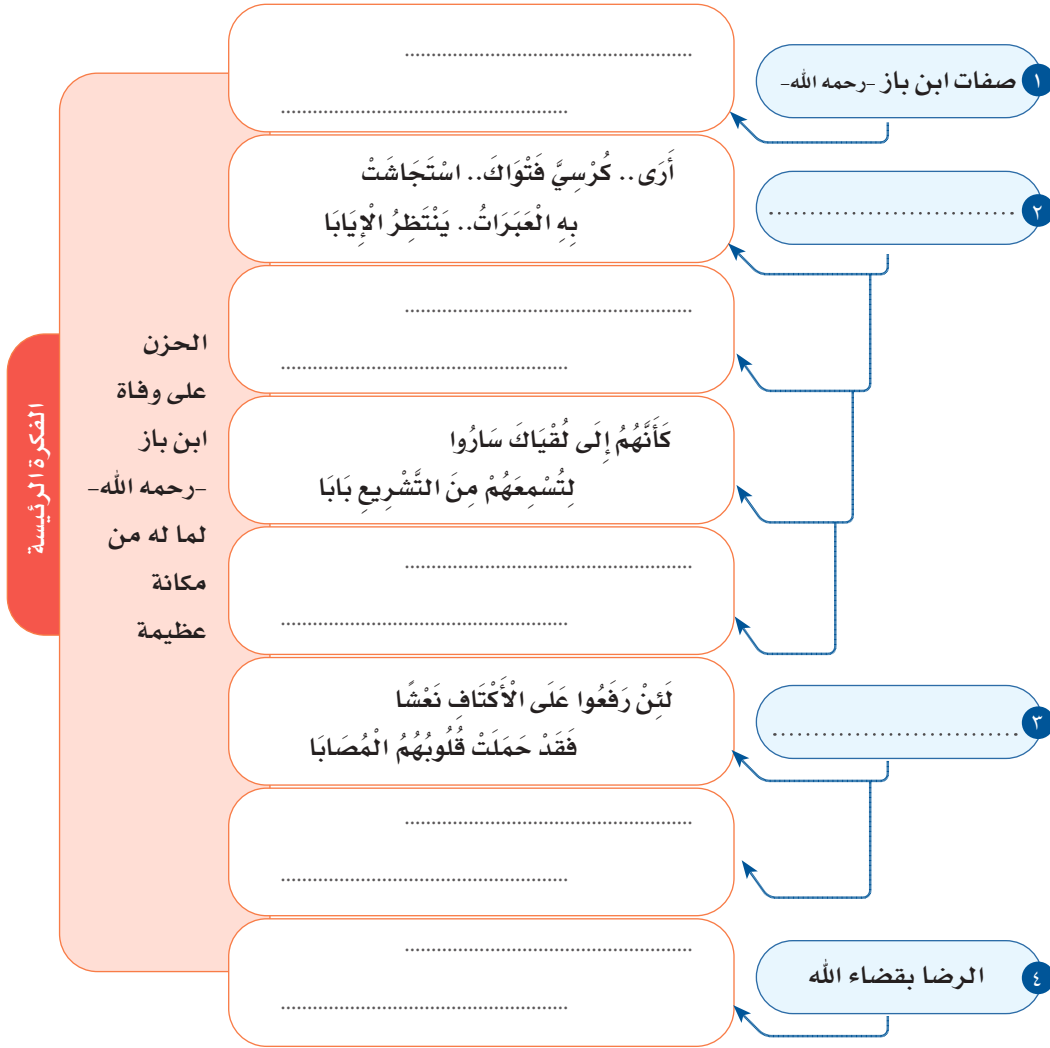 ١ صفات ابن باز -رحمه الله-
................................................
................................................
٢ ............................
أَرَى.. كُرْسِيَّ فَتْوَاكَ.. اسْتَجَاشَتْ
بِهِ الْعَبَرَاتُ.. يَنْتَظِرُ الْإِيَابَا
................................................
................................................
كَأَنَّهُمُ إِلَى لُقْيَاكَ سَارُوا
لِتُسْمِعَهُمْ مِنَ التَّشْرِيعِ بَابَا
................................................
................................................
٣ ............................
لَئِنْ رَفَعُوا عَلَى الْأَكْتَافِ نَعْشًا
فَقَدْ حَمَلَتْ قُلُوبُهُمُ الْمُصَابَا
................................................
................................................
٤ الرضا بقضاء الله
................................................
................................................
الحزن
على وفاة
ابن باز
-رحمه الله-
لما له من
مكانة
عظيمة
الفكرة الرئيسة